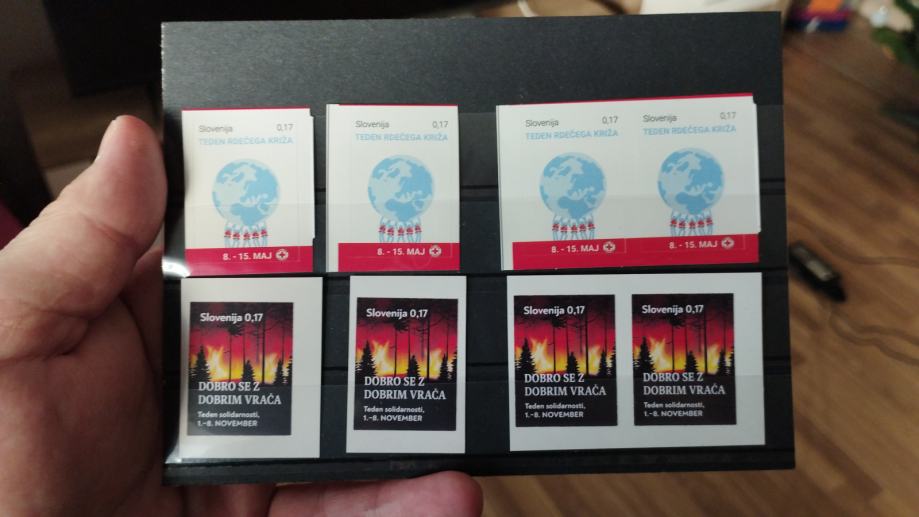 Slovenija 0,17
TEDEN RDEČEGA KRIŽA
8. - 15. MAJ
Slovenija 0,17
TEDEN RDEČEGA KRIŽA
8. - 15. MAJ
Slovenija 0,17
TEDEN RDEČEGA KRIŽA
8. - 15. MAJ
Slovenija 0,17
TEDEN RDEČEGA KRIŽA
8. - 15. MAJ
Slovenija 0,17
DOBRO SE Z
DOBRIM VRAČA
Teden solidarnosti,
1.-8. NOVEMBER
Slovenija 0,17
DOBRO SE Z
DOBRIM VRAČA
Teden solidarnosti,
1.-8. NOVEMBER
Slovenija 0,17
DOBRO SE Z
DOBRIM VRAČA
Teden solidarnosti,
1.-8. NOVEMBER
Slovenija 0,17
DOBRO SE Z
DOBRIM VRAČA
Teden solidarnosti,
1.-8. NOVEMBER